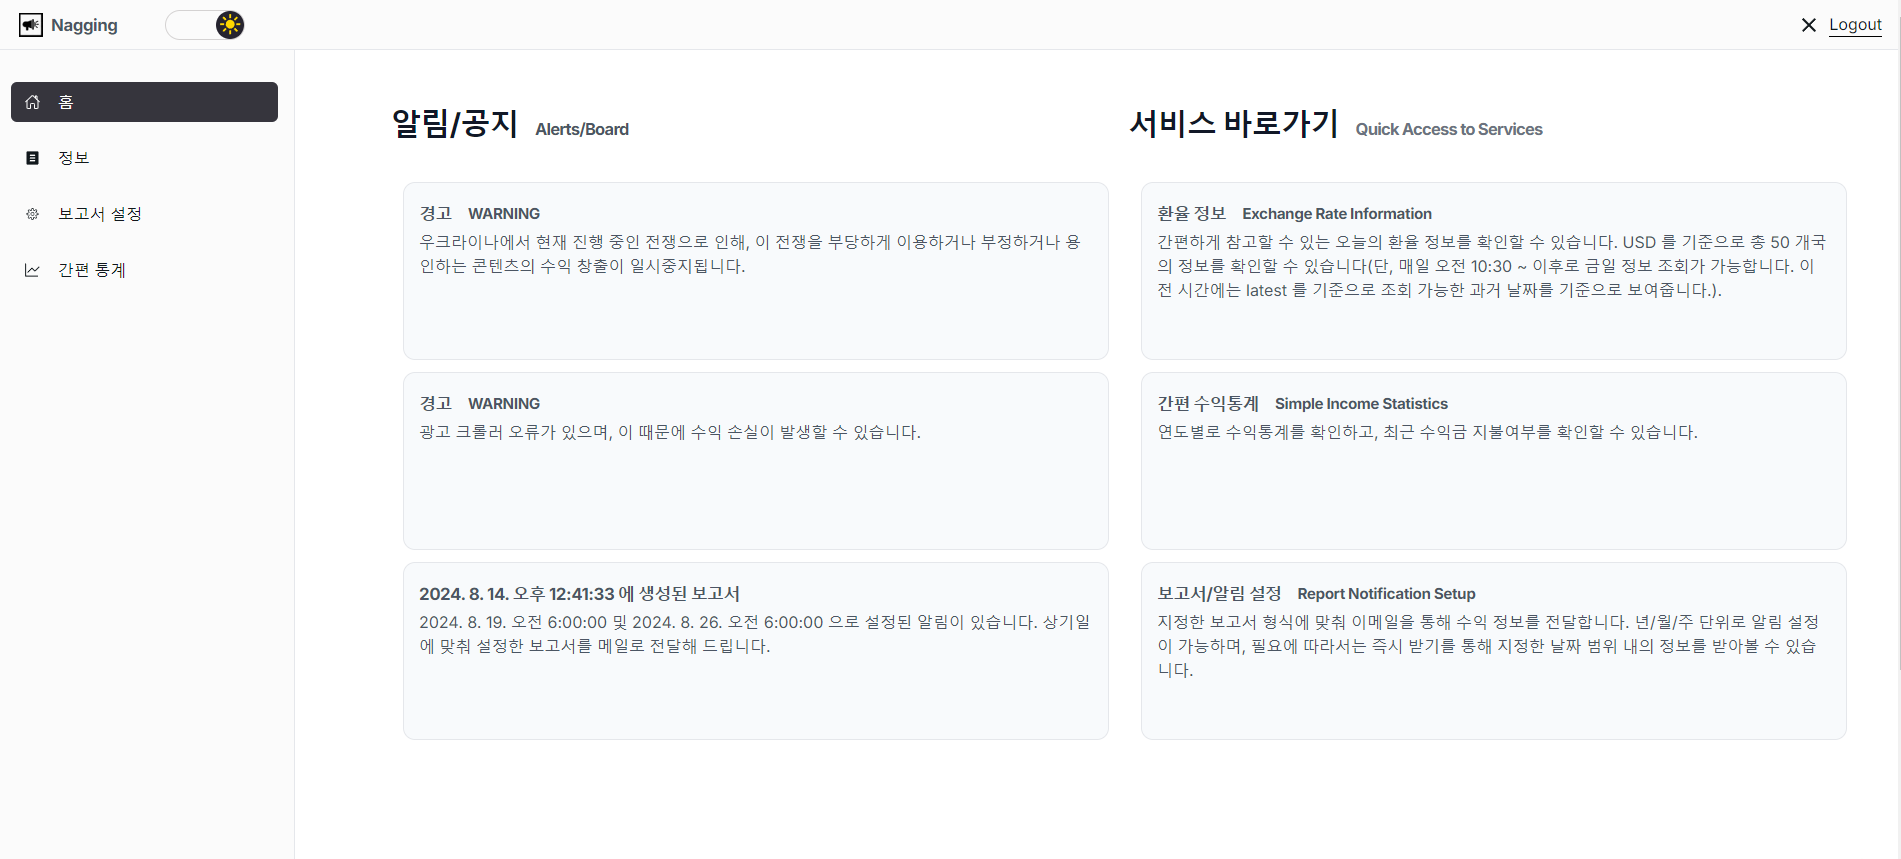 Nagging
Logout
홈
정보
보고서 설정
간편 통계
알림/공지 Alerts/Board
경고 WARNING
우크라이나에서 현재 진행 중인 전쟁으로 인해, 이 전쟁을 부당하게 이용하거나 부정하거나 용
인하는 콘텐츠의 수익 창출이 일시중지됩니다.
경고 WARNING
광고 크롤러 오류가 있으며, 이 때문에 수익 손실이 발생할 수 있습니다.
2024. 8. 14. 오후 12:41:33 에 생성된 보고서
2024. 8. 19. 오전 6:00:00 및 2024. 8. 26. 오전 6:00:00 으로 설정된 알림이 있습니다. 상기일
에 맞춰 설정한 보고서를 메일로 전달해 드립니다.
서비스 바로가기 Quick Access to Services
환율 정보 Exchange Rate Information
간편하게 참고할 수 있는 오늘의 환율 정보를 확인할 수 있습니다. USD 를 기준으로 총 50 개국
의 정보를 확인할 수 있습니다(단, 매일 오전 10:30 ~ 이후로 금일 정보 조회가 가능합니다. 이
전 시간에는 latest 를 기준으로 조회 가능한 과거 날짜를 기준으로 보여줍니다.).
간편 수익통계 Simple Income Statistics
연도별로 수익통계를 확인하고, 최근 수익금 지불여부를 확인할 수 있습니다.
보고서/알림 설정 Report Notification Setup
지정한 보고서 형식에 맞춰 이메일을 통해 수익 정보를 전달합니다. 년/월/주 단위로 알림 설정
이 가능하며, 필요에 따라서는 즉시 받기를 통해 지정한 날짜 범위 내의 정보를 받아볼 수 있습
니다.